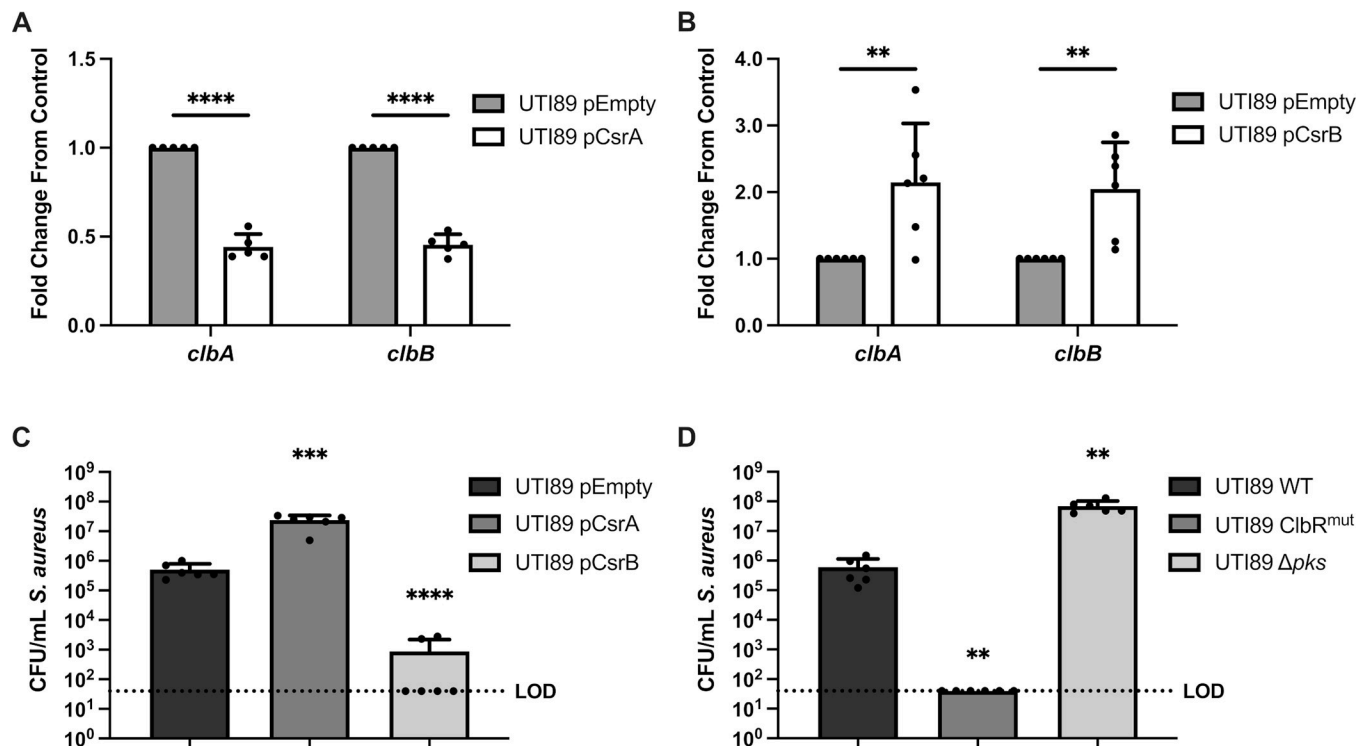 A
Fold Change From Control
1.5
1.0
0.5
0.0
****
****
clbA
clbB
UTI89 pEmpty
UTI89 pCsrA
B
Fold Change From Control
4.0
3.0
2.0
1.0
0.0
**
**
clbA
clbB
UTI89 pEmpty
UTI89 pCsrB
C
CFU/mL S. aureus
10⁹
10⁸
10⁷
10⁶
10⁵
10⁴
10³
10²
10¹
10⁰
***
****
LOD
UTI89 pEmpty
UTI89 pCsrA
UTI89 pCsrB
D
CFU/mL S. aureus
10⁹
10⁸
10⁷
10⁶
10⁵
10⁴
10³
10²
10¹
10⁰
**
**
LOD
UTI89 WT
UTI89 ClbRᵐᵘᵗ
UTI89 Δpks